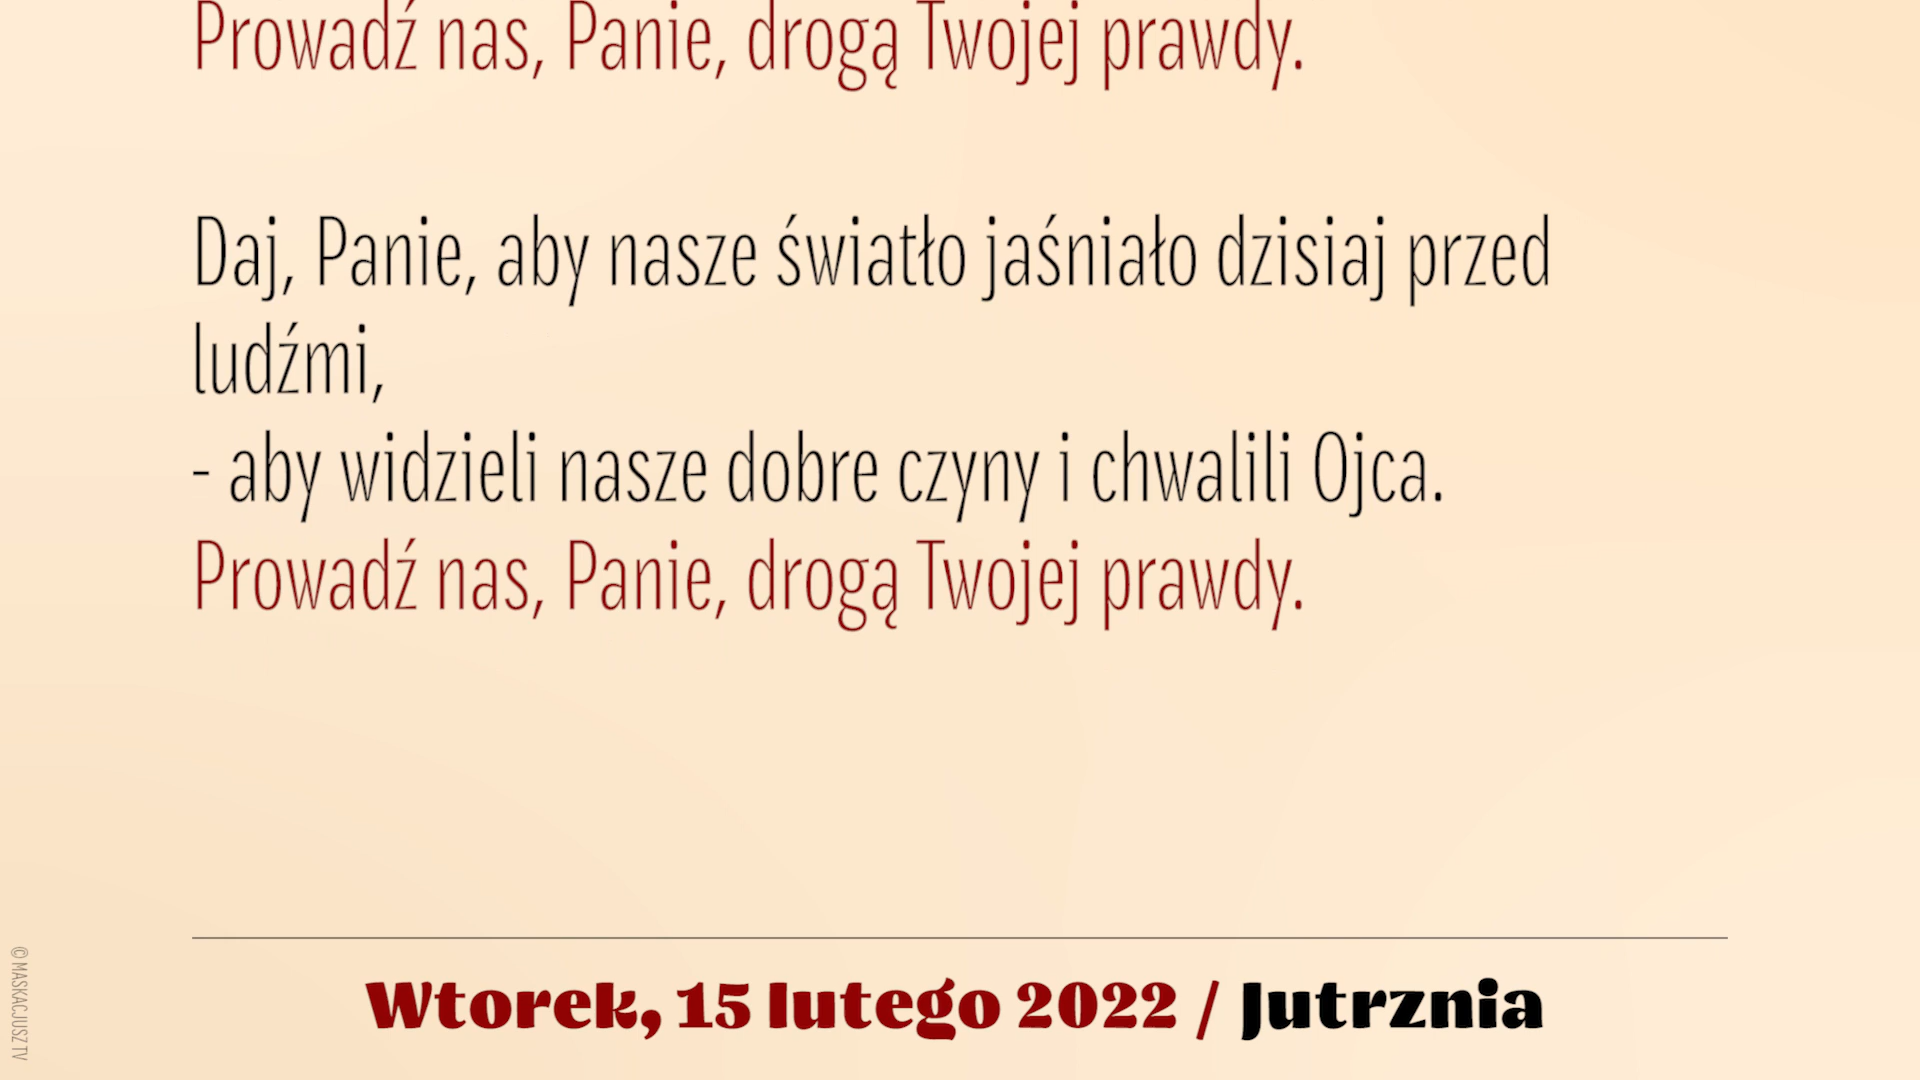 Prowadź nas, Panie, drogą Twojej prawdy.
Daj, Panie, aby nasze światło jaśniało dzisiaj przed
ludźmi,
- aby widzieli nasze dobre czyny i chwalili Ojca.
Prowadź nas, Panie, drogą Twojej prawdy.
Wtorek, 15 lutego 2022 / Jutrznia
© MASKACJUSZ TV